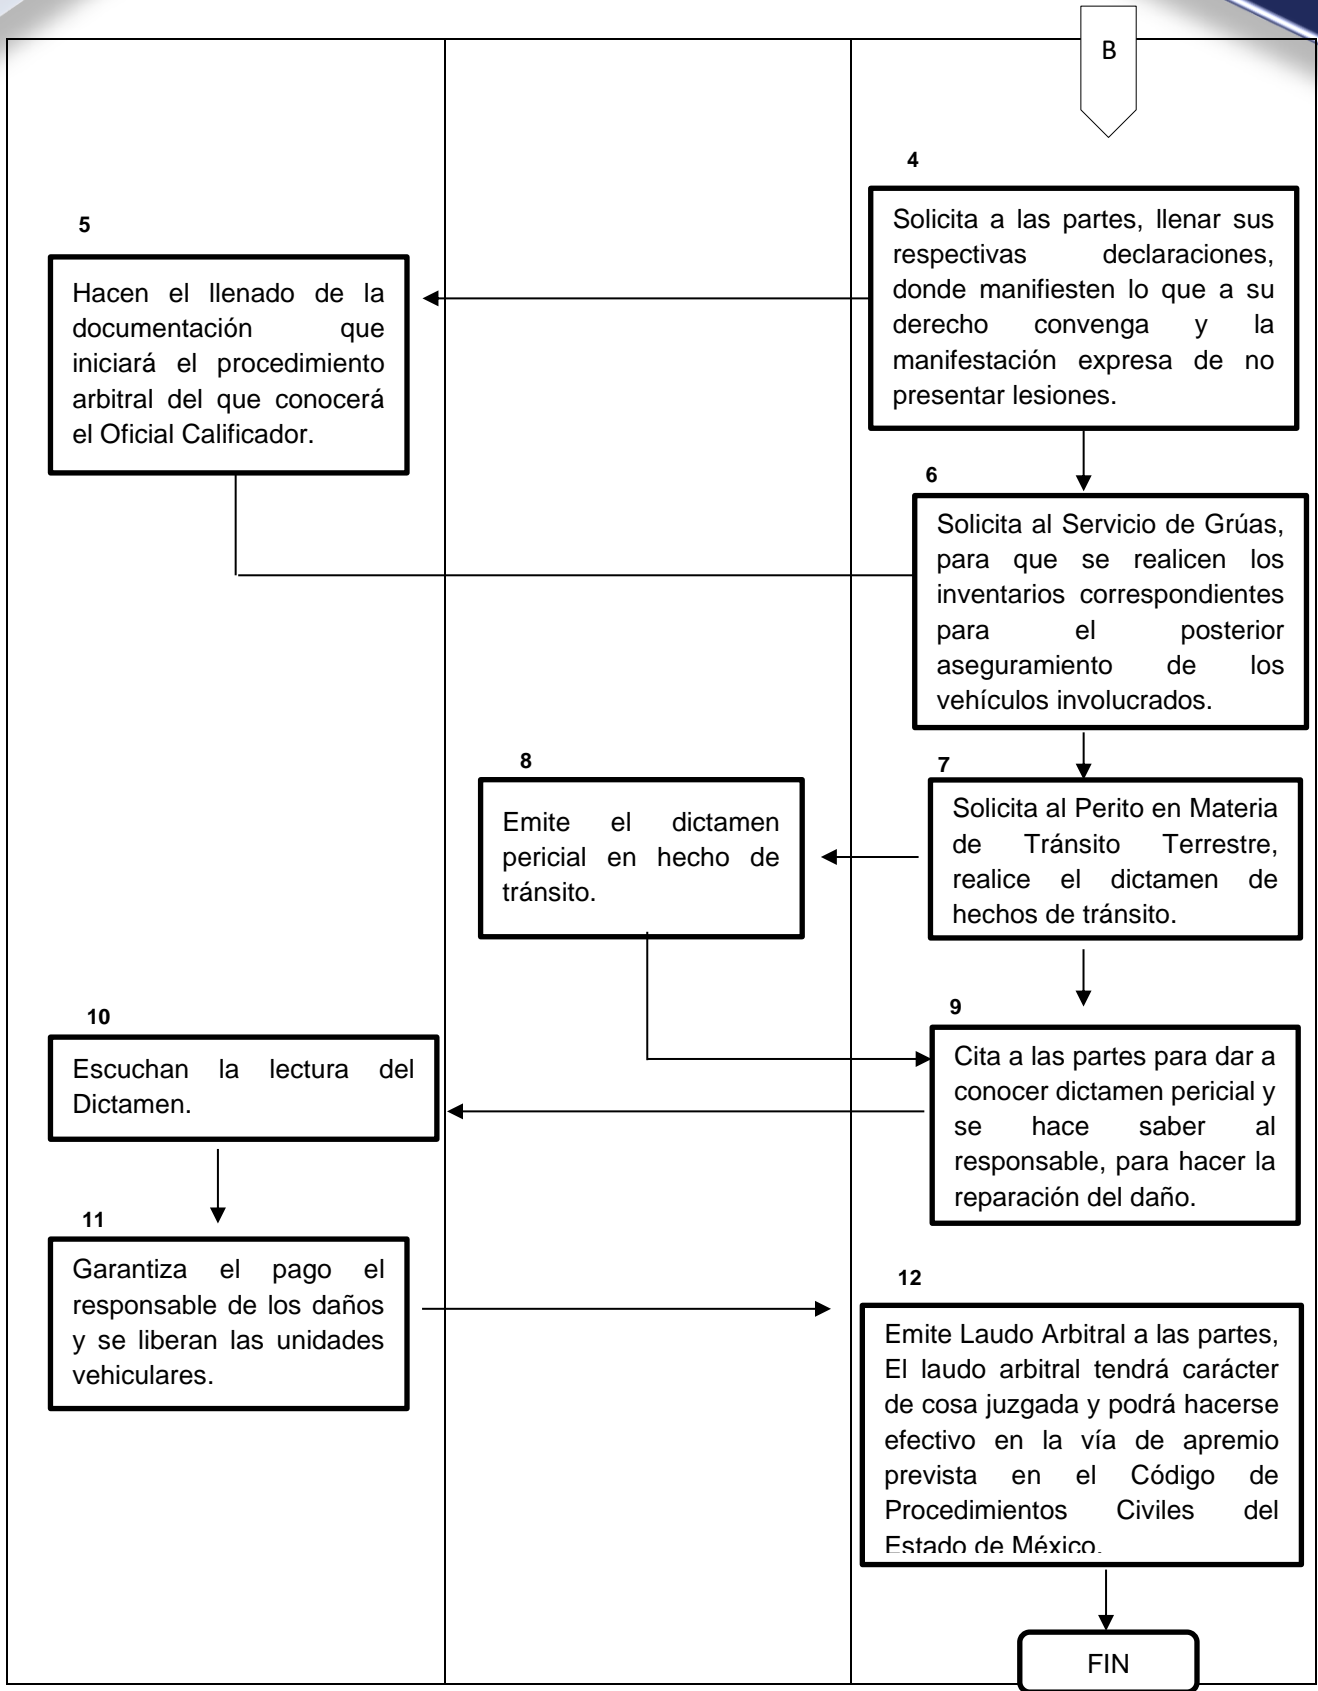 B
4
Solicita a las partes, llenar sus
respectivas declaraciones,
donde manifiesten lo que a su
derecho convenga y la
manifestación expresa de no
presentar lesiones.
5
Hacen el llenado de la
documentación que
iniciará el procedimiento
arbitral del que conocerá
el Oficial Calificador.
6
Solicita al Servicio de Grúas,
para que se realicen los
inventarios correspondientes
para el posterior
aseguramiento de los
vehículos involucrados.
7
Solicita al Perito en Materia
de Tránsito Terrestre,
realice el dictamen de
hechos de tránsito.
8
Emite el dictamen
pericial en hecho de
tránsito.
9
Cita a las partes para dar a
conocer dictamen pericial y
se hace saber al
responsable, para hacer la
reparación del daño.
10
Escuchan la lectura del
Dictamen.
11
Garantiza el pago el
responsable de los daños
y se liberan las unidades
vehiculares.
12
Emite Laudo Arbitral a las partes,
El laudo arbitral tendrá carácter
de cosa juzgada y podrá hacerse
efectivo en la vía de apremio
prevista en el Código de
Procedimientos Civiles del
Estado de México.
FIN